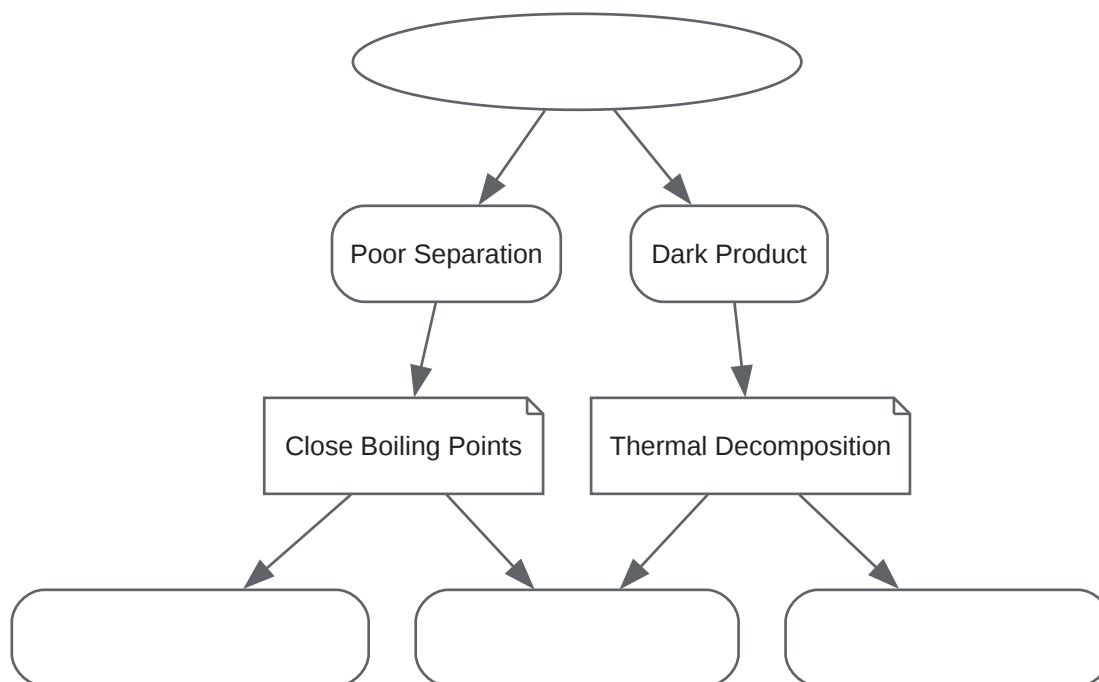 Poor Separation
Dark Product
Close Boiling Points
Thermal Decomposition